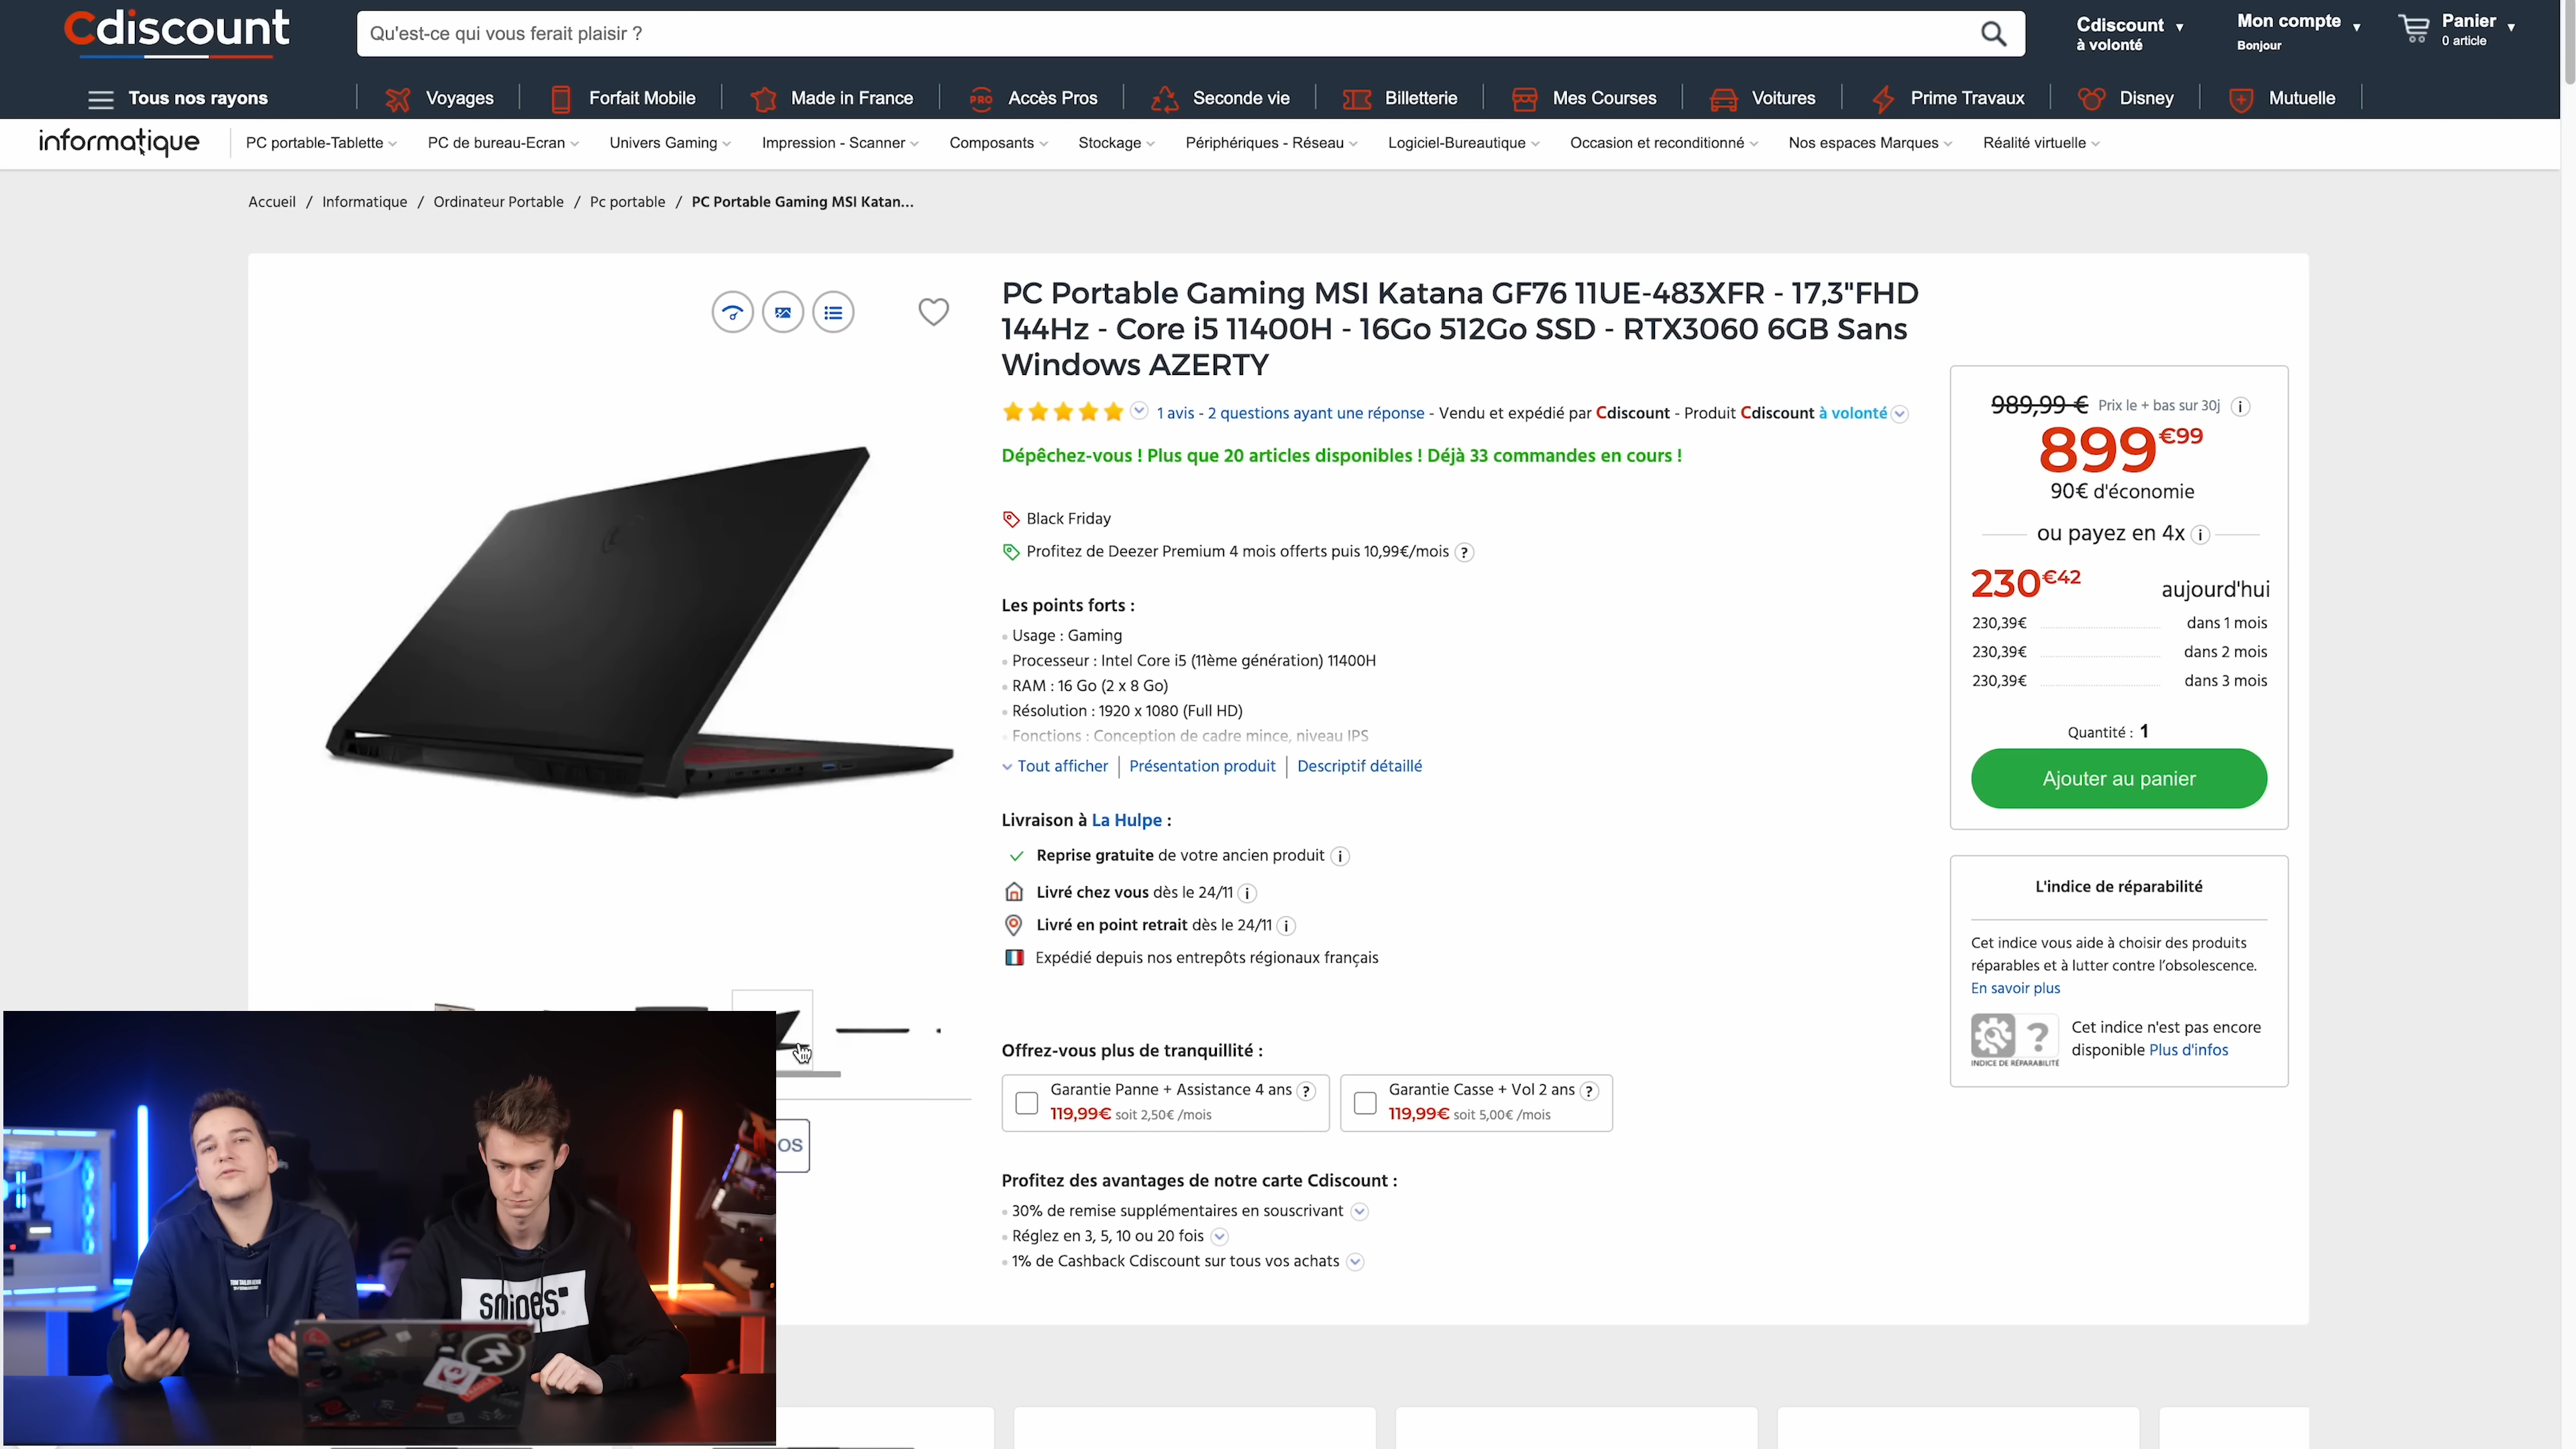 Cdiscount
Qu'est-ce qui vous ferait plaisir ?
Cdiscount
à volonté
Mon compte
Bonjour
Panier
0 article
Tous nos rayons
Voyages
Forfait Mobile
Made in France
PRO
Accès Pros
Seconde vie
Billetterie
Mes Courses
Voitures
Prime Travaux
Disney
Mutuelle
informatique
PC portable-Tablette
PC de bureau-Ecran
Univers Gaming
Impression - Scanner
Composants
Stockage
Périphériques - Réseau
Logiciel-Bureautique
Occasion et reconditionné
Nos espaces Marques
Réalité virtuelle
Accueil / Informatique / Ordinateur Portable / Pc portable / PC Portable Gaming MSI Katan...
PC Portable Gaming MSI Katana GF76 11UE-483XFR - 17,3"FHD
144Hz - Core i5 11400H - 16Go 512Go SSD - RTX3060 6GB Sans
Windows AZERTY
1 avis - 2 questions ayant une réponse - Vendu et expédié par Cdiscount - Produit Cdiscount à volonté
Dépêchez-vous ! Plus que 20 articles disponibles ! Déjà 33 commandes en cours !
Black Friday
Profitez de Deezer Premium 4 mois offerts puis 10,99€/mois ?
Les points forts :
Usage : Gaming
Processeur : Intel Core i5 (11ème génération) 11400H
RAM : 16 Go (2 x 8 Go)
Résolution : 1920 x 1080 (Full HD)
Fonctions : Conception de cadre mince, niveau IPS
Tout afficher
Présentation produit
Descriptif détaillé
Livraison à La Hulpe :
Reprise gratuite de votre ancien produit i
Livré chez vous dès le 24/11 i
Livré en point retrait dès le 24/11 i
Expédié depuis nos entrepôts régionaux français
Offrez-vous plus de tranquillité :
Garantie Panne + Assistance 4 ans ?
119,99€ soit 2,50€ /mois
Garantie Casse + Vol 2 ans ?
119,99€ soit 5,00€ /mois
Profitez des avantages de notre carte Cdiscount :
30% de remise supplémentaires en souscrivant
Réglez en 3, 5, 10 ou 20 fois
1% de Cashback Cdiscount sur tous vos achats
989,99 € Prix le + bas sur 30j i
899€99
90€ d'économie
ou payez en 4x i
230€42 aujourd'hui
230,39€ dans 1 mois
230,39€ dans 2 mois
230,39€ dans 3 mois
Quantité : 1
Ajouter au panier
L'indice de réparabilité
Cet indice vous aide à choisir des produits
réparables et à lutter contre l'obsolescence.
En savoir plus
?
INDICE DE RÉPARABILITÉ
Cet indice n'est pas encore
disponible Plus d'infos
OS